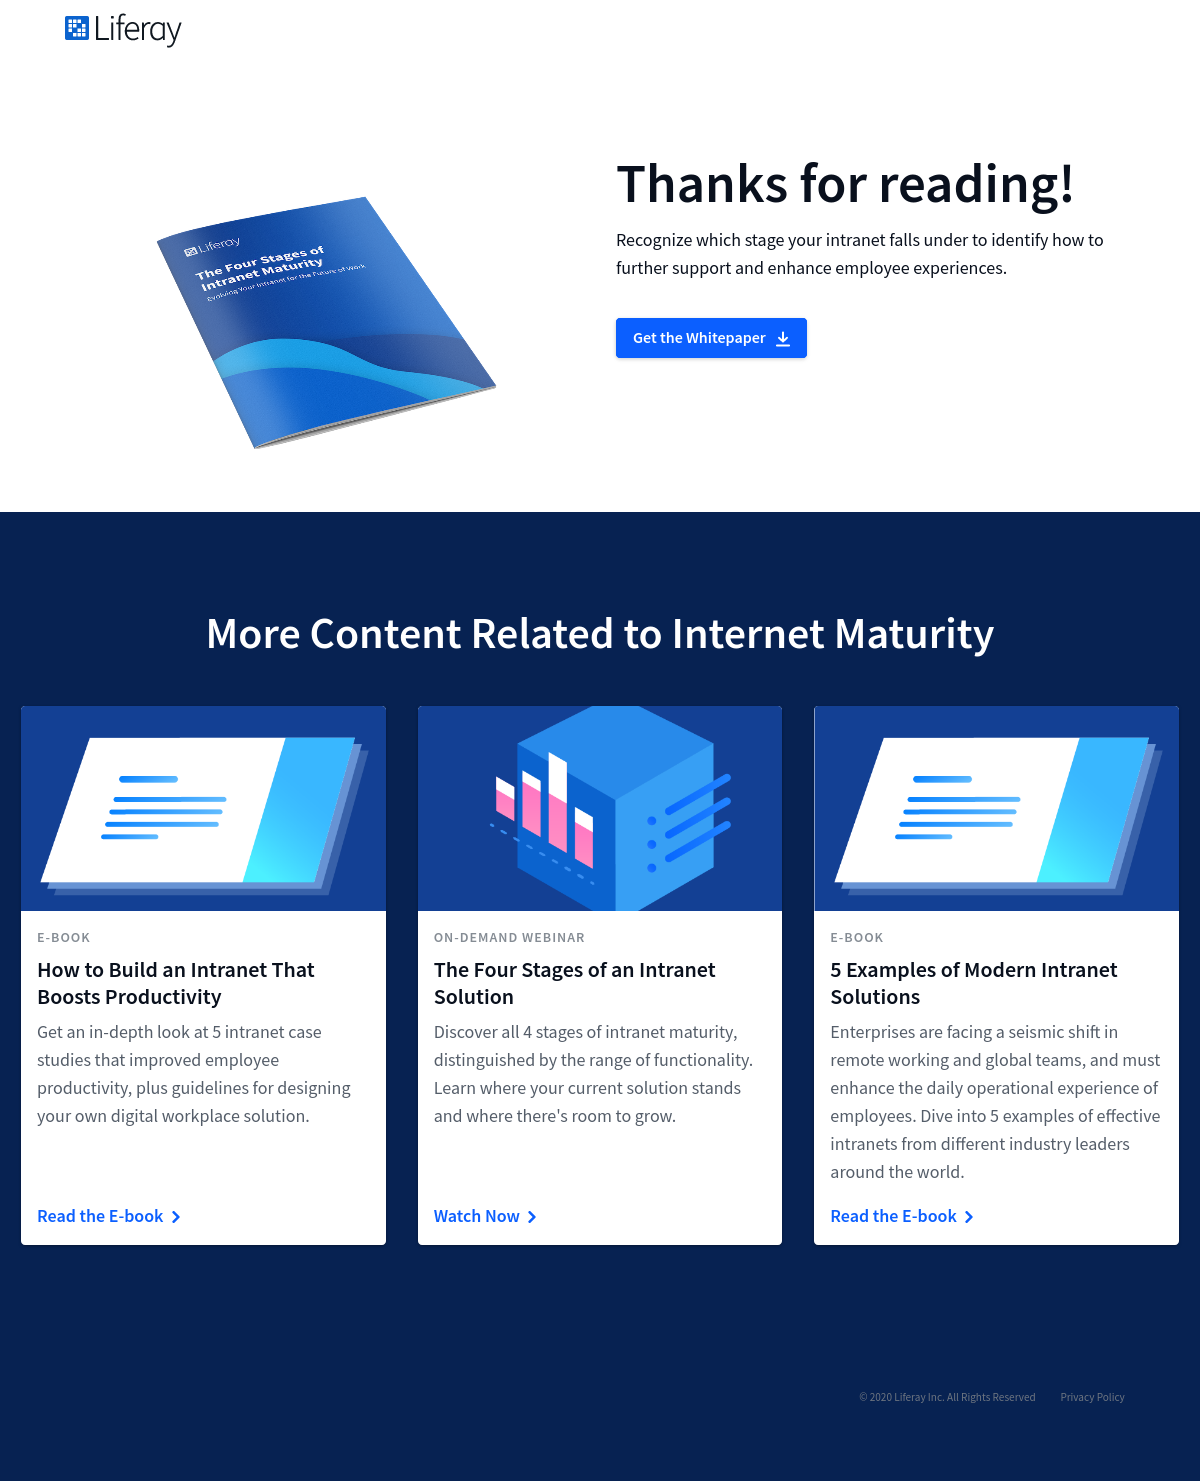 Liferay
Thanks for reading!
Recognize which stage your intranet falls under to identify how to
further support and enhance employee experiences.
Get the Whitepaper
Liferay
The Four Stages of
Intranet Maturity
Evolving Your Intranet for the Future of Work
More Content Related to Internet Maturity
E-BOOK
How to Build an Intranet That
Boosts Productivity
Get an in-depth look at 5 intranet case
studies that improved employee
productivity, plus guidelines for designing
your own digital workplace solution.
Read the E-book
ON-DEMAND WEBINAR
The Four Stages of an Intranet
Solution
Discover all 4 stages of intranet maturity,
distinguished by the range of functionality.
Learn where your current solution stands
and where there's room to grow.
Watch Now
E-BOOK
5 Examples of Modern Intranet
Solutions
Enterprises are facing a seismic shift in
remote working and global teams, and must
enhance the daily operational experience of
employees. Dive into 5 examples of effective
intranets from different industry leaders
around the world.
Read the E-book
© 2020 Liferay Inc. All Rights Reserved
Privacy Policy